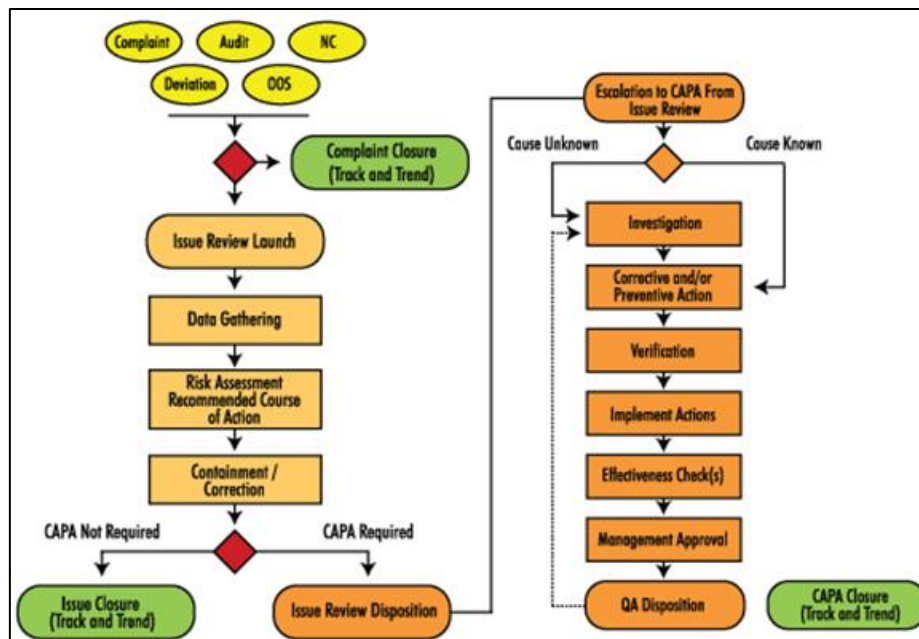 Complaint
Audit
NC
Deviation
OOS
Complaint Closure
(Track and Trend)
Issue Review Launch
Data Gathering
Risk Assessment
Recommended Course
of Action
Containment /
Correction
CAPA Not Required
CAPA Required
Issue Closure
(Track and Trend)
Issue Review Disposition
Escalation to CAPA From
Issue Review
Cause Unknown
Cause Known
Investigation
Corrective and/or
Preventive Action
Verification
Implement Actions
Effectiveness Check(s)
Management Approval
QA Disposition
CAPA Closure
(Track and Trend)